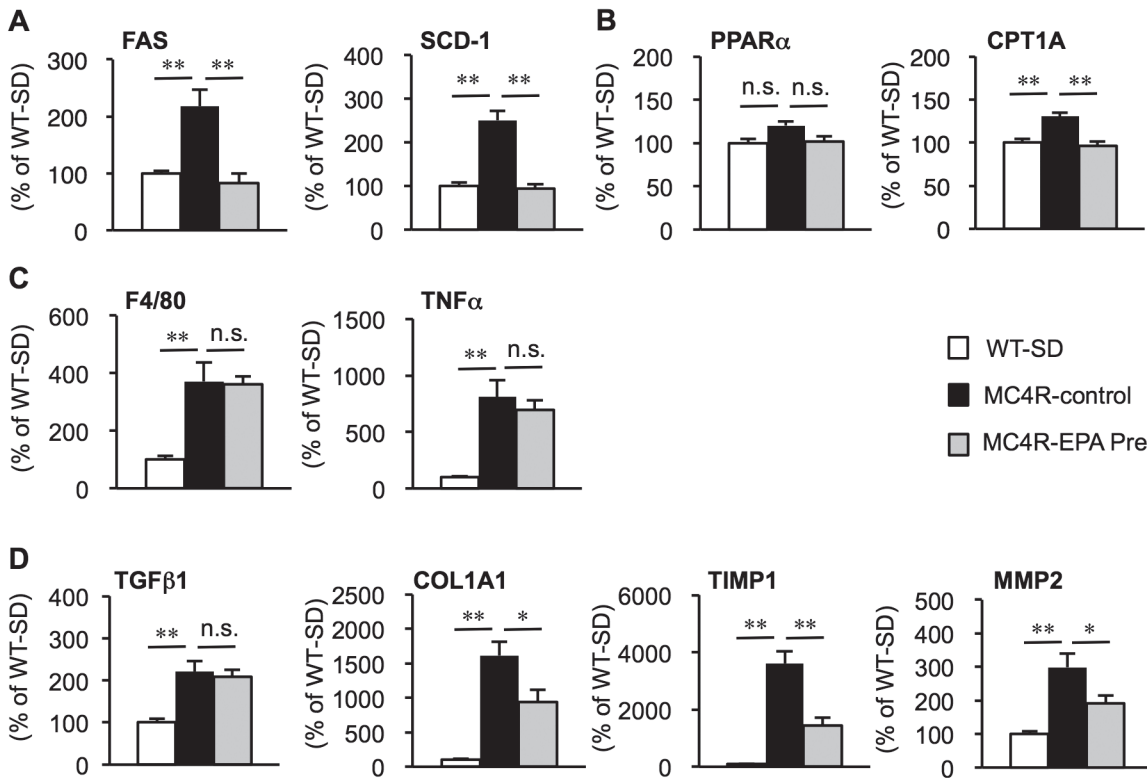 A
B
FAS
SCD-1
PPARα
CPT1A
(% of WT-SD)
300
200
100
0
** **
(% of WT-SD)
400
300
200
100
0
** **
(% of WT-SD)
200
150
100
50
0
n.s. n.s.
(% of WT-SD)
200
150
100
50
0
** **
C
F4/80
TNFα
(% of WT-SD)
600
400
200
0
** n.s.
(% of WT-SD)
1500
1000
500
0
** n.s.
WT-SD
MC4R-control
MC4R-EPA Pre
D
TGFβ1
COL1A1
TIMP1
MMP2
(% of WT-SD)
400
300
200
100
0
** n.s.
(% of WT-SD)
2500
2000
1500
1000
500
0
** *
(% of WT-SD)
6000
4000
2000
0
** **
(% of WT-SD)
500
400
300
200
100
0
** *